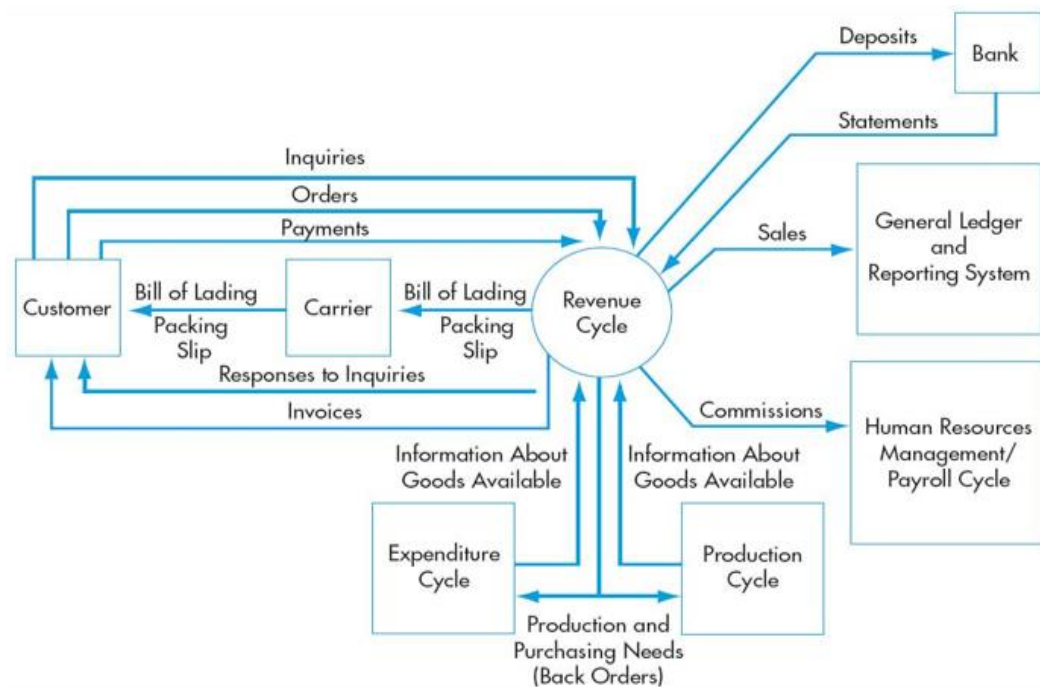 Deposits
Bank
Statements
Inquiries
Orders
Payments
Sales
General Ledger
and
Reporting System
Customer
Bill of Lading
Packing
Slip
Carrier
Bill of Lading
Packing
Slip
Revenue
Cycle
Responses to Inquiries
Invoices
Commissions
Human Resources
Management/
Payroll Cycle
Information About
Goods Available
Information About
Goods Available
Expenditure
Cycle
Production
Cycle
Production and
Purchasing Needs
(Back Orders)